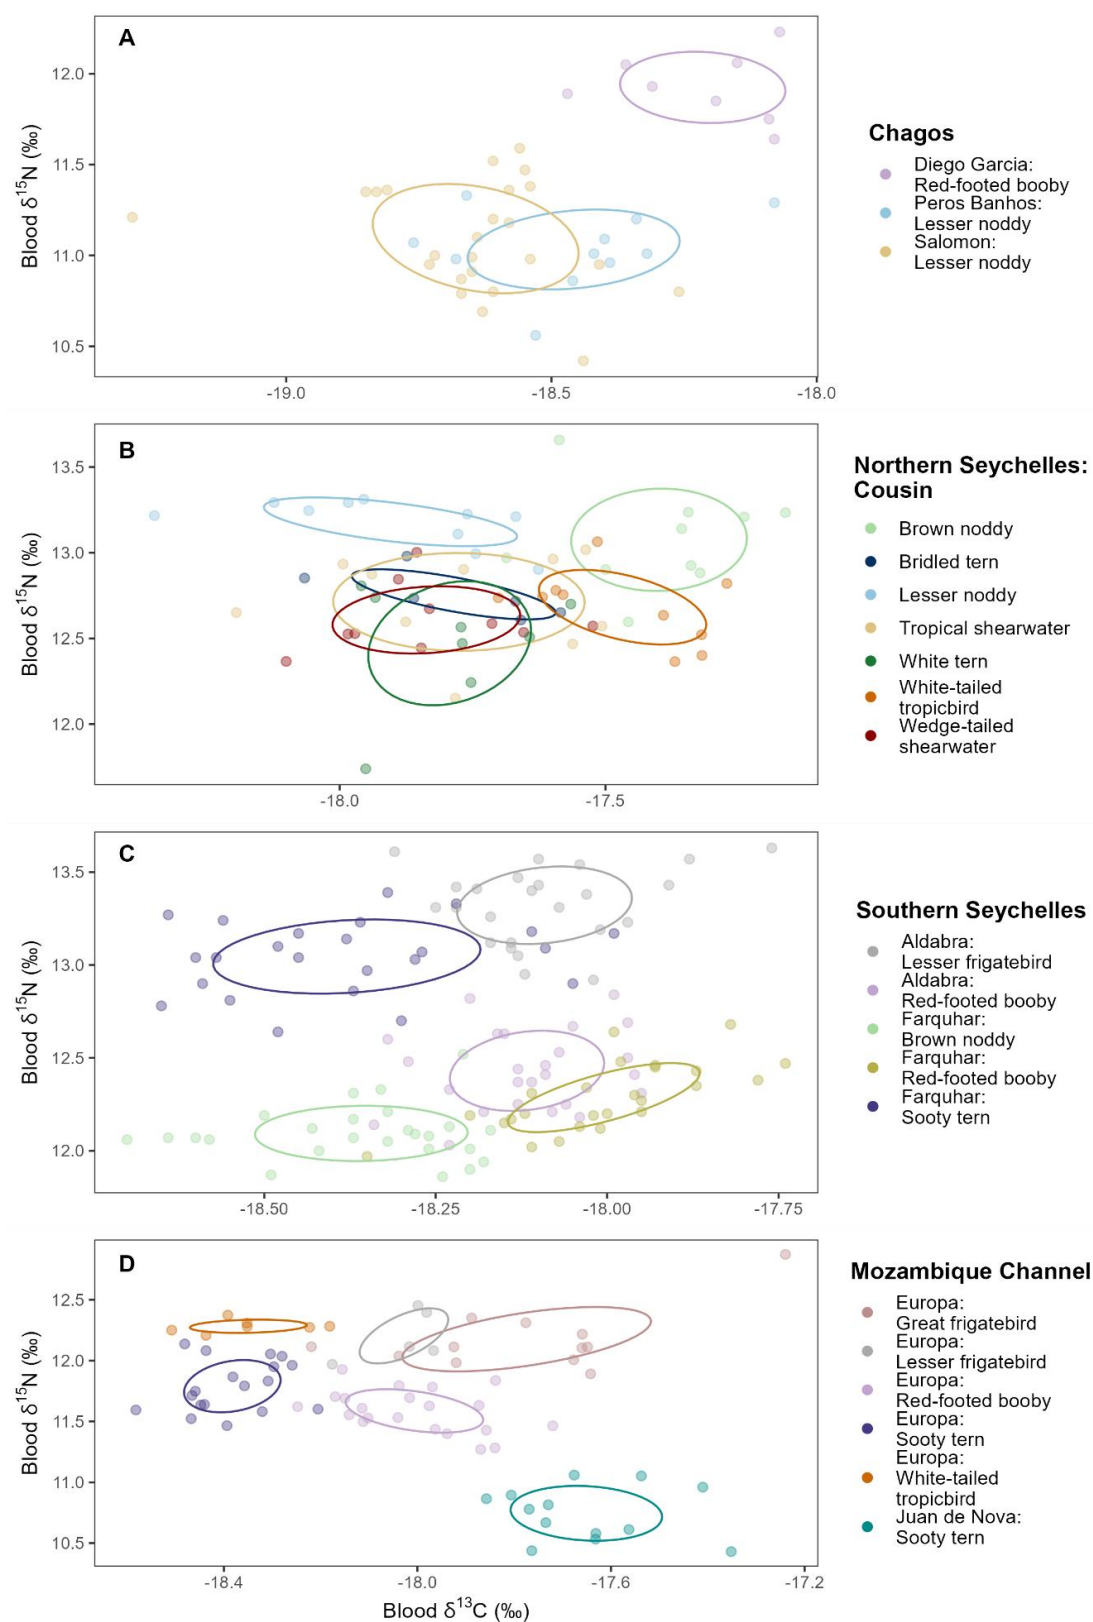 A
12.0
11.5
11.0
10.5
Blood δ¹⁵N (‰)
-19.0
-18.5
-18.0
Chagos
Diego Garcia:
Red-footed booby
Peros Banhos:
Lesser noddy
Salomon:
Lesser noddy
B
13.5
13.0
12.5
12.0
Blood δ¹⁵N (‰)
-18.0
-17.5
Northern Seychelles:
Cousin
Brown noddy
Bridled tern
Lesser noddy
Tropical shearwater
White tern
White-tailed
tropicbird
Wedge-tailed
shearwater
C
13.5
13.0
12.5
12.0
Blood δ¹⁵N (‰)
-18.50
-18.25
-18.00
-17.75
Southern Seychelles
Aldabra:
Lesser frigatebird
Aldabra:
Red-footed booby
Farquhar:
Brown noddy
Farquhar:
Red-footed booby
Farquhar:
Sooty tern
D
12.5
12.0
11.5
11.0
10.5
Blood δ¹⁵N (‰)
-18.4
-18.0
-17.6
-17.2
Blood δ¹³C (‰)
Mozambique Channel
Europa:
Great frigatebird
Europa:
Lesser frigatebird
Europa:
Red-footed booby
Europa:
Sooty tern
Europa:
White-tailed
tropicbird
Juan de Nova:
Sooty tern